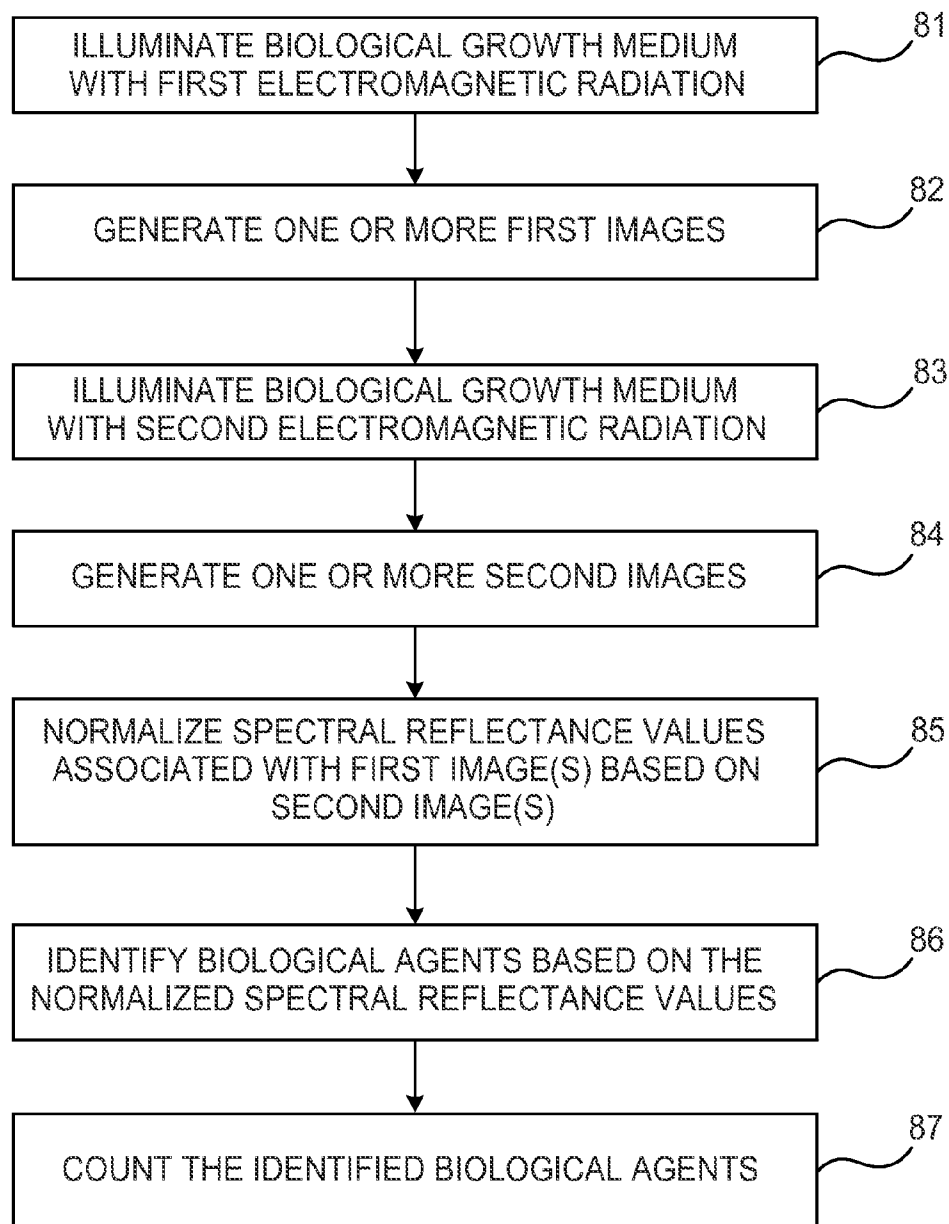 81
ILLUMINATE BIOLOGICAL GROWTH MEDIUM
WITH FIRST ELECTROMAGNETIC RADIATION
82
GENERATE ONE OR MORE FIRST IMAGES
83
ILLUMINATE BIOLOGICAL GROWTH MEDIUM
WITH SECOND ELECTROMAGNETIC RADIATION
84
GENERATE ONE OR MORE SECOND IMAGES
85
NORMALIZE SPECTRAL REFLECTANCE VALUES
ASSOCIATED WITH FIRST IMAGE(S) BASED ON
SECOND IMAGE(S)
86
IDENTIFY BIOLOGICAL AGENTS BASED ON THE
NORMALIZED SPECTRAL REFLECTANCE VALUES
87
COUNT THE IDENTIFIED BIOLOGICAL AGENTS